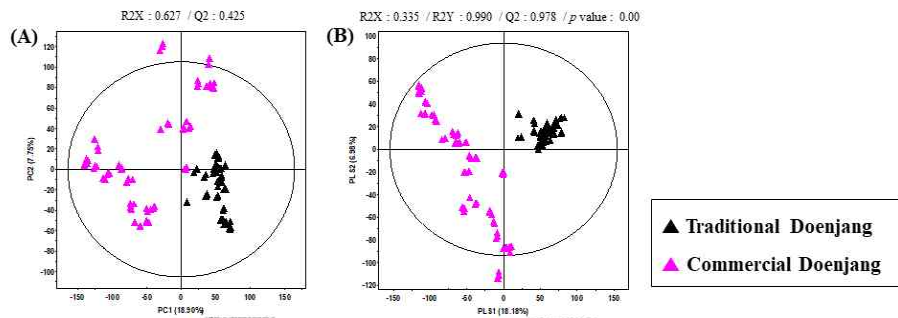 R2X : 0.627 / Q2 : 0.425
R2X : 0.335 / R2Y : 0.990 / Q2 : 0.978 / p value : 0.00
(A)
120
100
80
60
40
20
0
-20
-40
-60
-80
-100
PC2 (7.75%)
-150 -100 -50 0 50 100 150
PC1 (18.90%)
(B)
100
80
60
40
20
0
-20
-40
-60
-80
-100
-120
PLS2 (6.98%)
-150 -100 -50 0 50 100 150
PLS1 (18.18%)
Traditional Doenjang
Commercial Doenjang